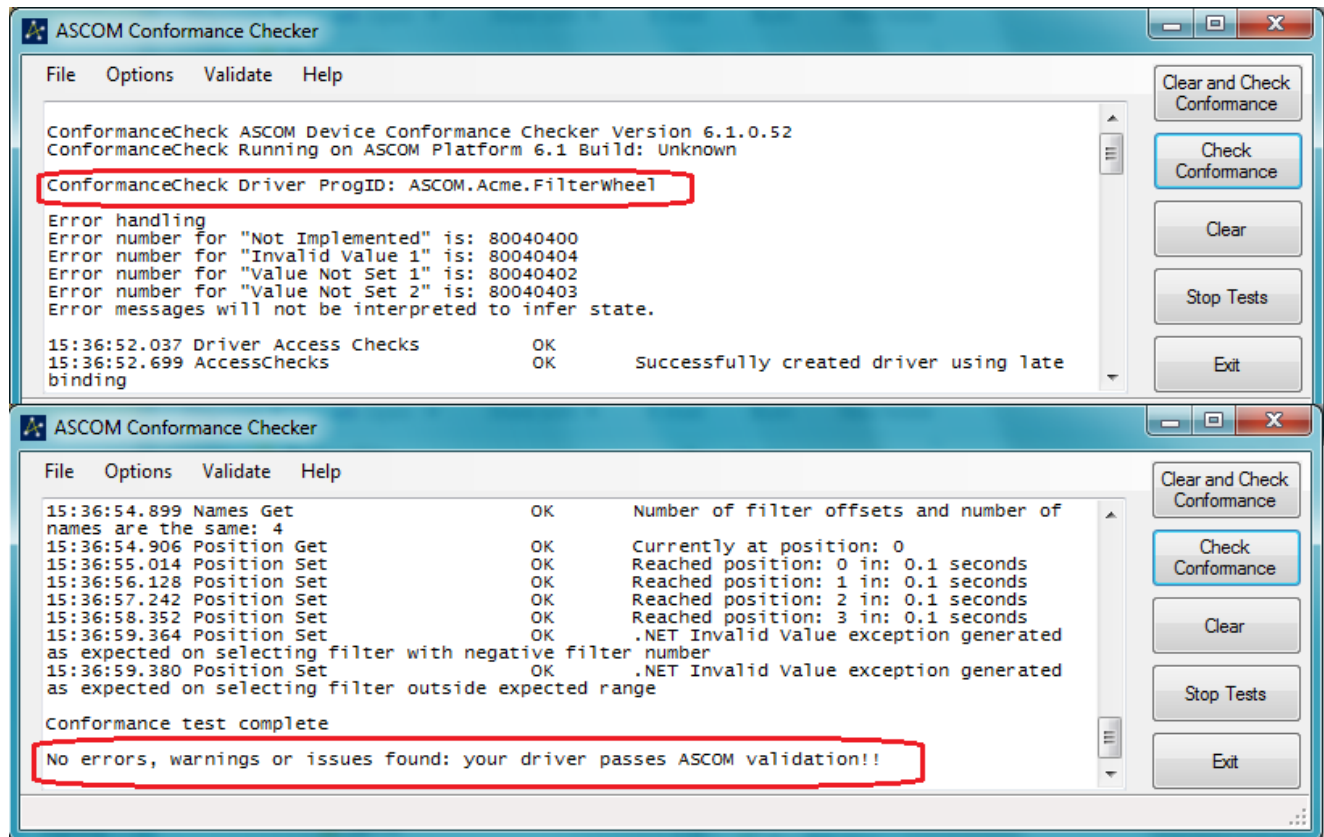 ASCOM Conformance Checker
File Options Validate Help
ConformanceCheck ASCOM Device Conformance Checker Version 6.1.0.52
ConformanceCheck Running on ASCOM Platform 6.1 Build: Unknown
ConformanceCheck Driver ProgID: ASCOM.Acme.FilterWheel
Error handling
Error number for "Not Implemented" is: 80040400
Error number for "Invalid Value 1" is: 80040404
Error number for "Value Not Set 1" is: 80040402
Error number for "Value Not Set 2" is: 80040403
Error messages will not be interpreted to infer state.
15:36:52.037 Driver Access Checks OK
15:36:52.699 AccessChecks OK Successfully created driver using late
binding
Clear and Check
Conformance
Check
Conformance
Clear
Stop Tests
Exit
ASCOM Conformance Checker
File Options Validate Help
15:36:54.899 Names Get OK Number of filter offsets and number of
names are the same: 4
15:36:54.906 Position Get OK Currently at position: 0
15:36:55.014 Position Set OK Reached position: 0 in: 0.1 seconds
15:36:56.128 Position Set OK Reached position: 1 in: 0.1 seconds
15:36:57.242 Position Set OK Reached position: 2 in: 0.1 seconds
15:36:58.352 Position Set OK Reached position: 3 in: 0.1 seconds
15:36:59.364 Position Set OK .NET Invalid Value exception generated
as expected on selecting filter with negative filter number
15:36:59.380 Position Set OK .NET Invalid Value exception generated
as expected on selecting filter outside expected range
Conformance test complete
No errors, warnings or issues found: your driver passes ASCOM validation!!
Clear and Check
Conformance
Check
Conformance
Clear
Stop Tests
Exit